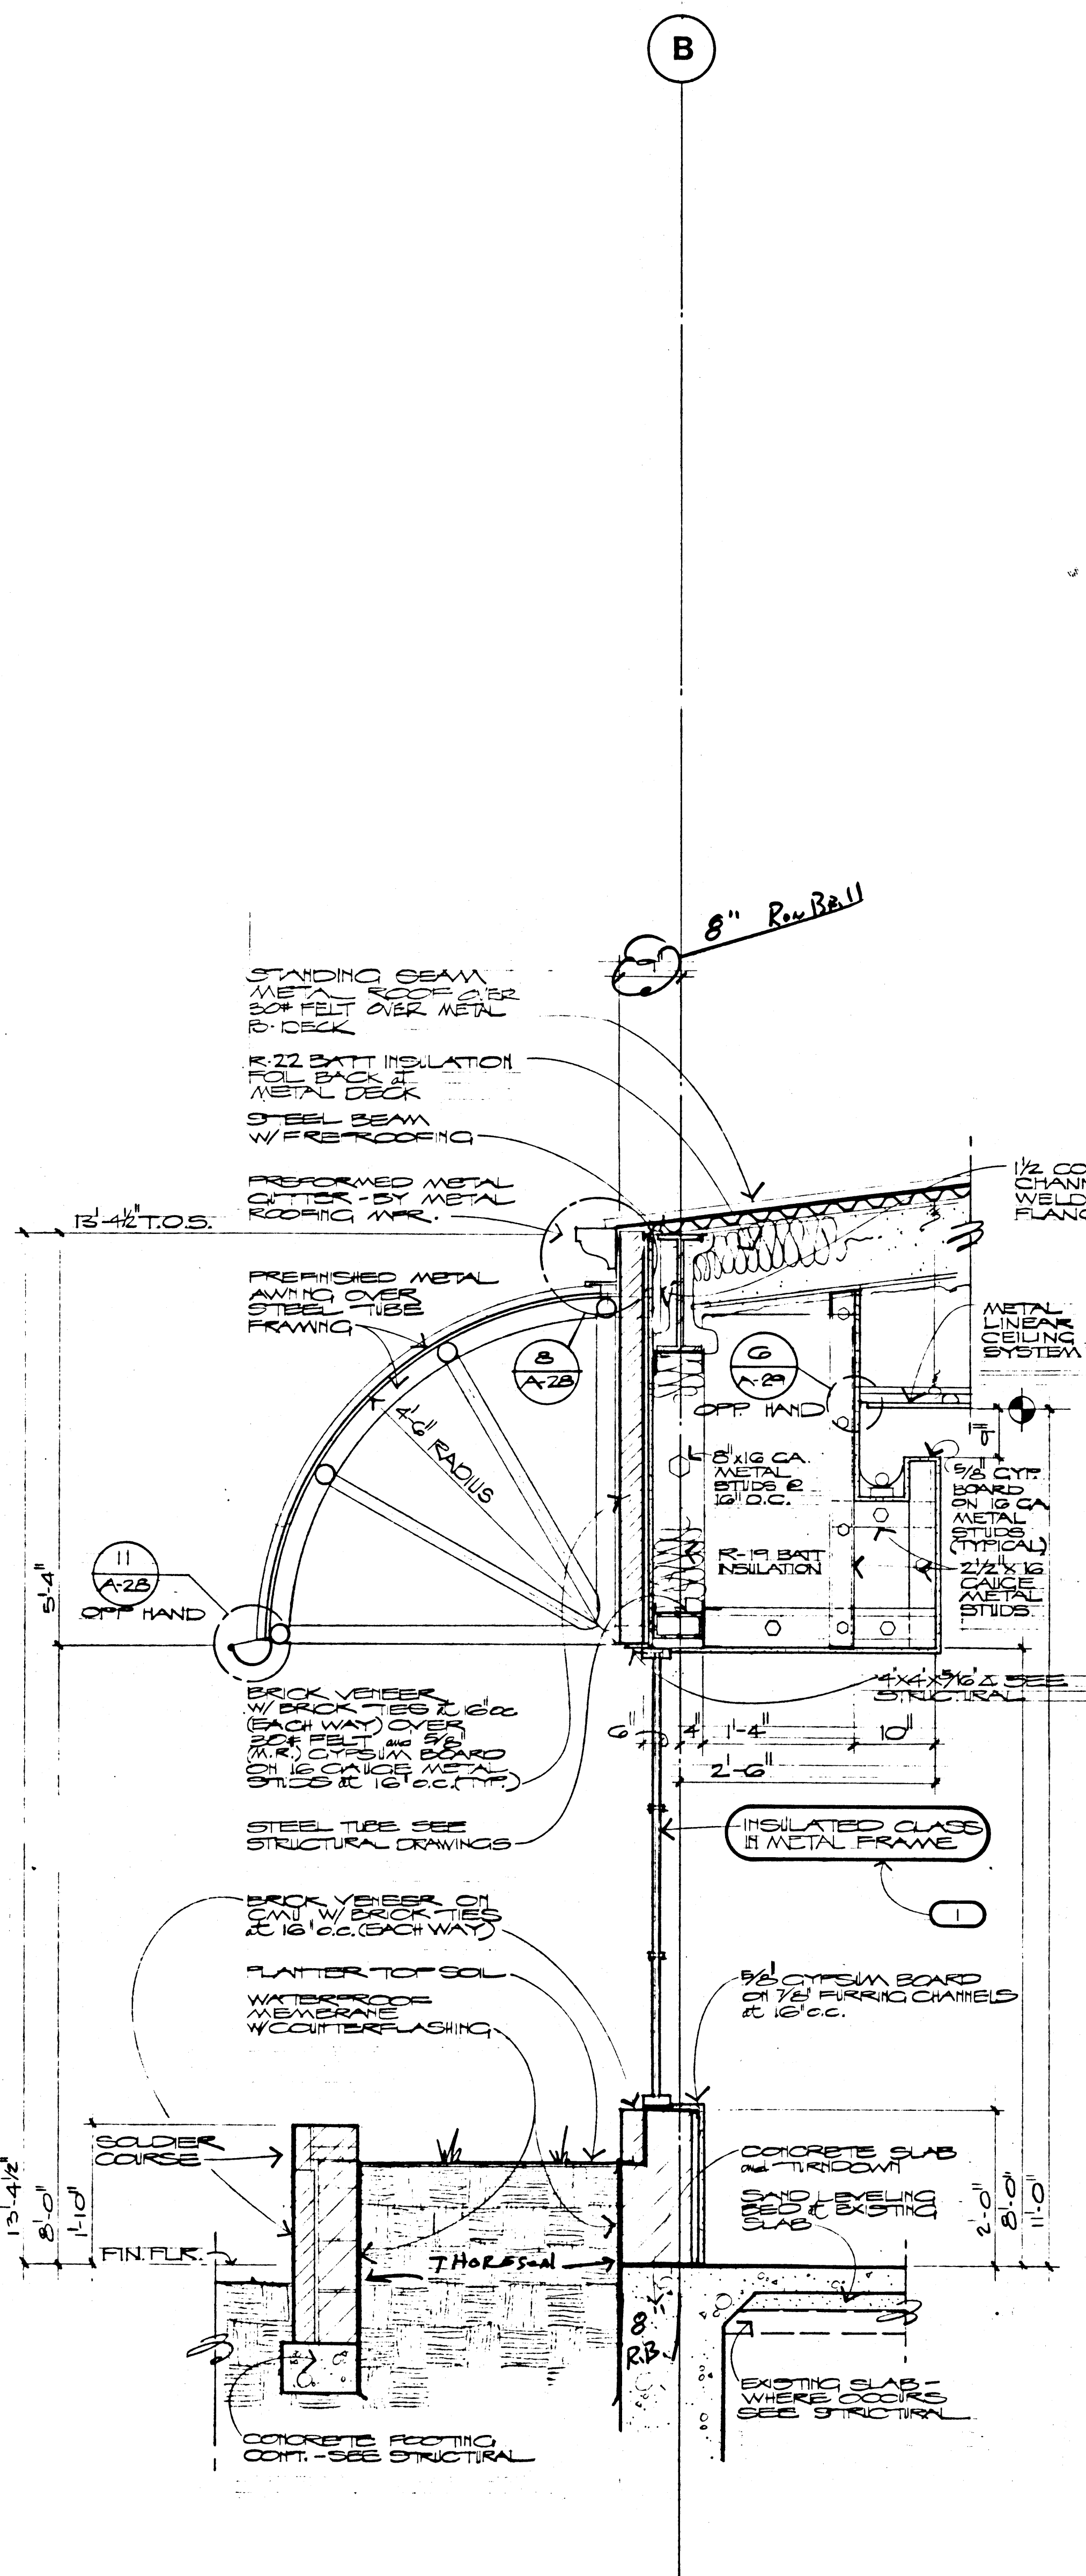 B
8" Ron Bell
STANDING SEAM
METAL ROOF OVER
30# FELT OVER METAL
B-DECK
R-22 BATT INSULATION
FOIL BACK at
METAL DECK
STEEL BEAM
W/ FIREPROOFING
PREFORMED METAL
GUTTER - BY METAL
ROOFING MFR.
13'-4½" T.O.S.
PREFINISHED METAL
AWNING OVER
STEEL TUBE
FRAMING
8
A-28
6
A-29
OPP HAND
4'-6" RADIUS
1½ CO
CHANN
WELD
FLANG
METAL
LINEAR
CEILING
SYSTEM
8"x16 GA.
METAL
STUDS @
16" O.C.
5/8" GYP.
BOARD
ON 16 GA
METAL
STUDS
(TYPICAL)
R-19 BATT
INSULATION
2½" x 16
GAUGE
METAL
STUDS
11
A-28
OPP HAND
5'-4"
BRICK VENEER
W/ BRICK TIES at 16" oc
(EACH WAY) OVER
30# FELT and 5/8"
(M.R.) GYPSUM BOARD
ON 16 GAUGE METAL
STUDS at 16" o.c. (TYP.)
4"x4"x5/16" ∠ SEE
STRUCTURAL
6"
4"
1'-4"
10"
2'-6"
STEEL TUBE SEE
STRUCTURAL DRAWINGS
INSULATED GLASS
IN METAL FRAME
1
BRICK VENEER ON
CMU W/ BRICK TIES
at 16" o.c. (EACH WAY)
PLANTER TOP SOIL
WATERPROOF
MEMBRANE
W/ COUNTERFLASHING
5/8" GYPSUM BOARD
ON 7/8" FURRING CHANNELS
at 16" o.c.
SOLDIER
COURSE
CONCRETE SLAB
and TURNDOWN
SAND LEVELING
BED at EXISTING
SLAB
13'-4½"
8'-0"
1'-10"
2'-0"
8'-0"
11'-0"
FIN. FLR.
THORESEAL
8"
R.B.
EXISTING SLAB -
WHERE OCCURS
SEE STRUCTURAL
CONCRETE FOOTING
CONT. - SEE STRUCTURAL